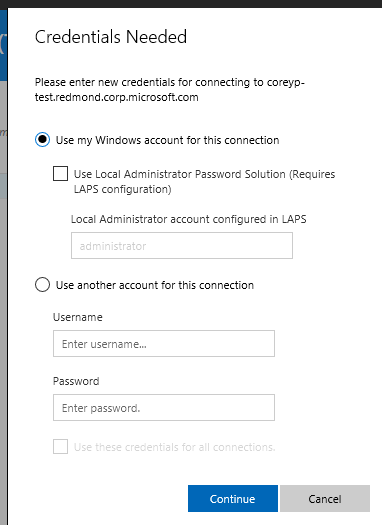 Credentials Needed
Please enter new credentials for connecting to coreyp-
test.redmond.corp.microsoft.com
Use my Windows account for this connection
Use Local Administrator Password Solution (Requires
LAPS configuration)
Local Administrator account configured in LAPS
administrator
Use another account for this connection
Username
Enter username...
Password
Enter password.
Use these credentials for all connections.
Continue
Cancel